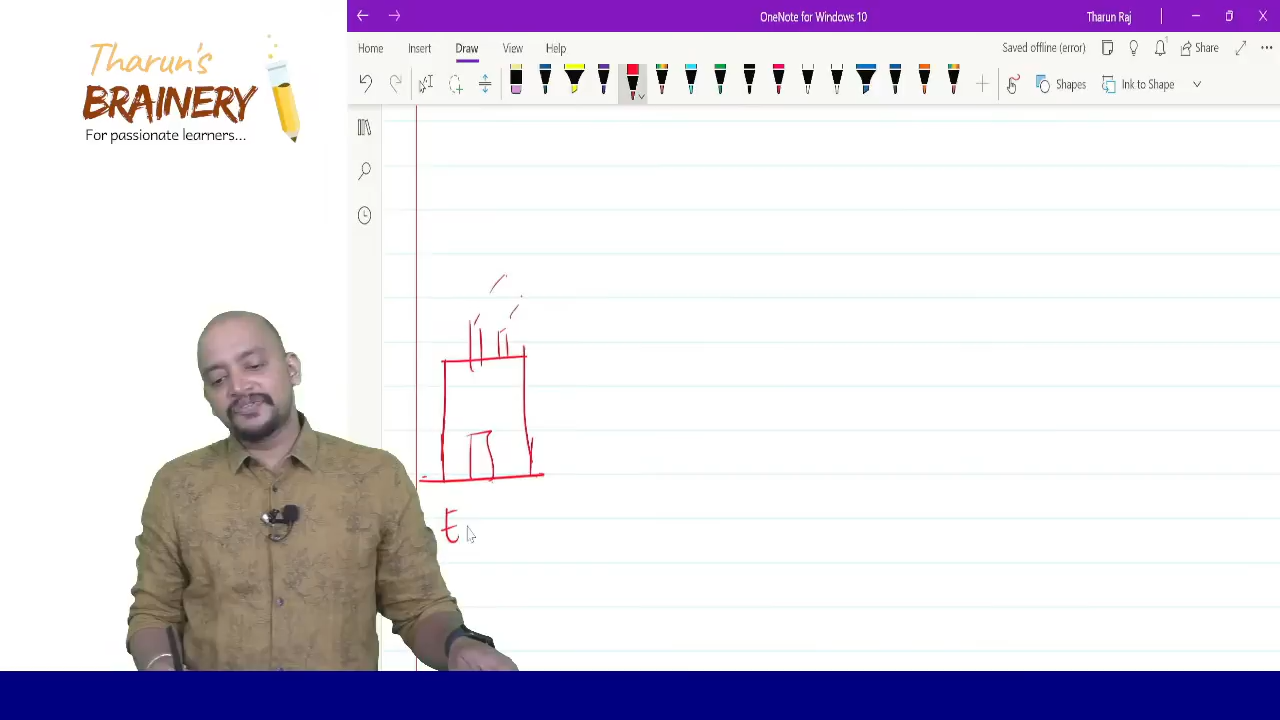 Tharun's
BRAINERY
For passionate learners...
OneNote for Windows 10
Tharun Raj
Home Insert Draw View Help
Saved offline (error)
1
Share
Shapes
Ink to Shape
E